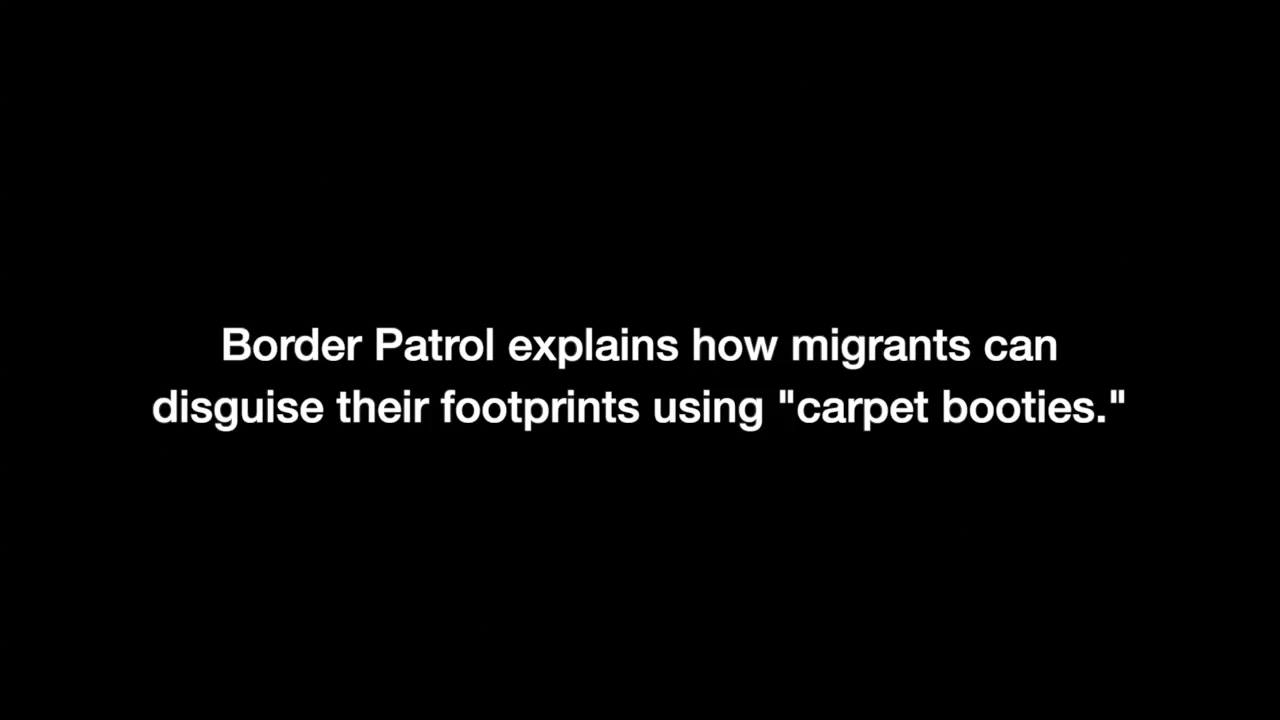 Border Patrol explains how migrants can
disguise their footprints using "carpet booties."